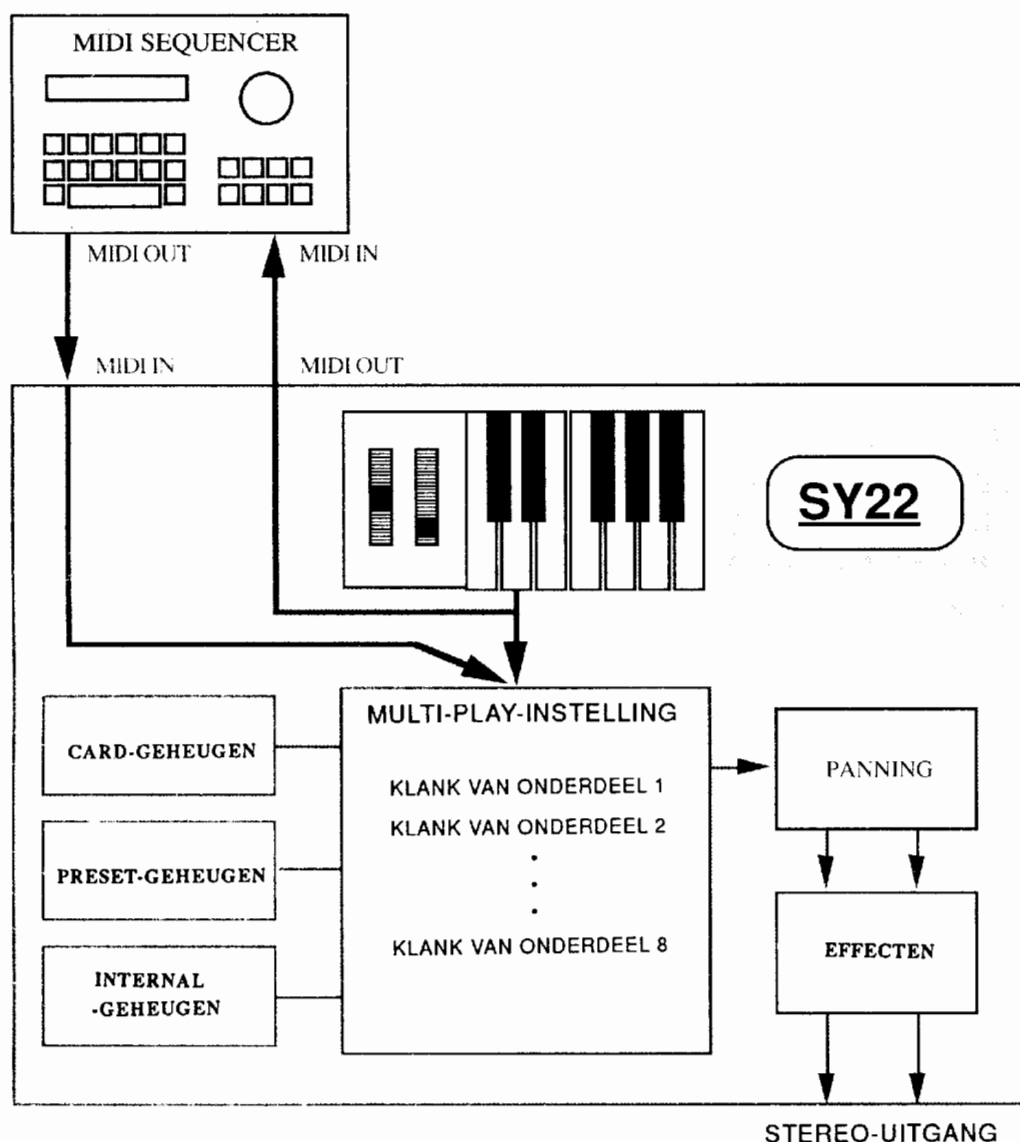 MIDI SEQUENCER
MIDI OUT
MIDI IN
MIDI IN
MIDI OUT
SY22
MULTI-PLAY-INSTELLING
CARD-GEHEUGEN
KLANK VAN ONDERDEEL 1
PANNING
KLANK VAN ONDERDEEL 2
PRESET-GEHEUGEN
KLANK VAN ONDERDEEL 8
EFFECTEN
INTERNAL
-GEHEUGEN
STEREO-UITGANG